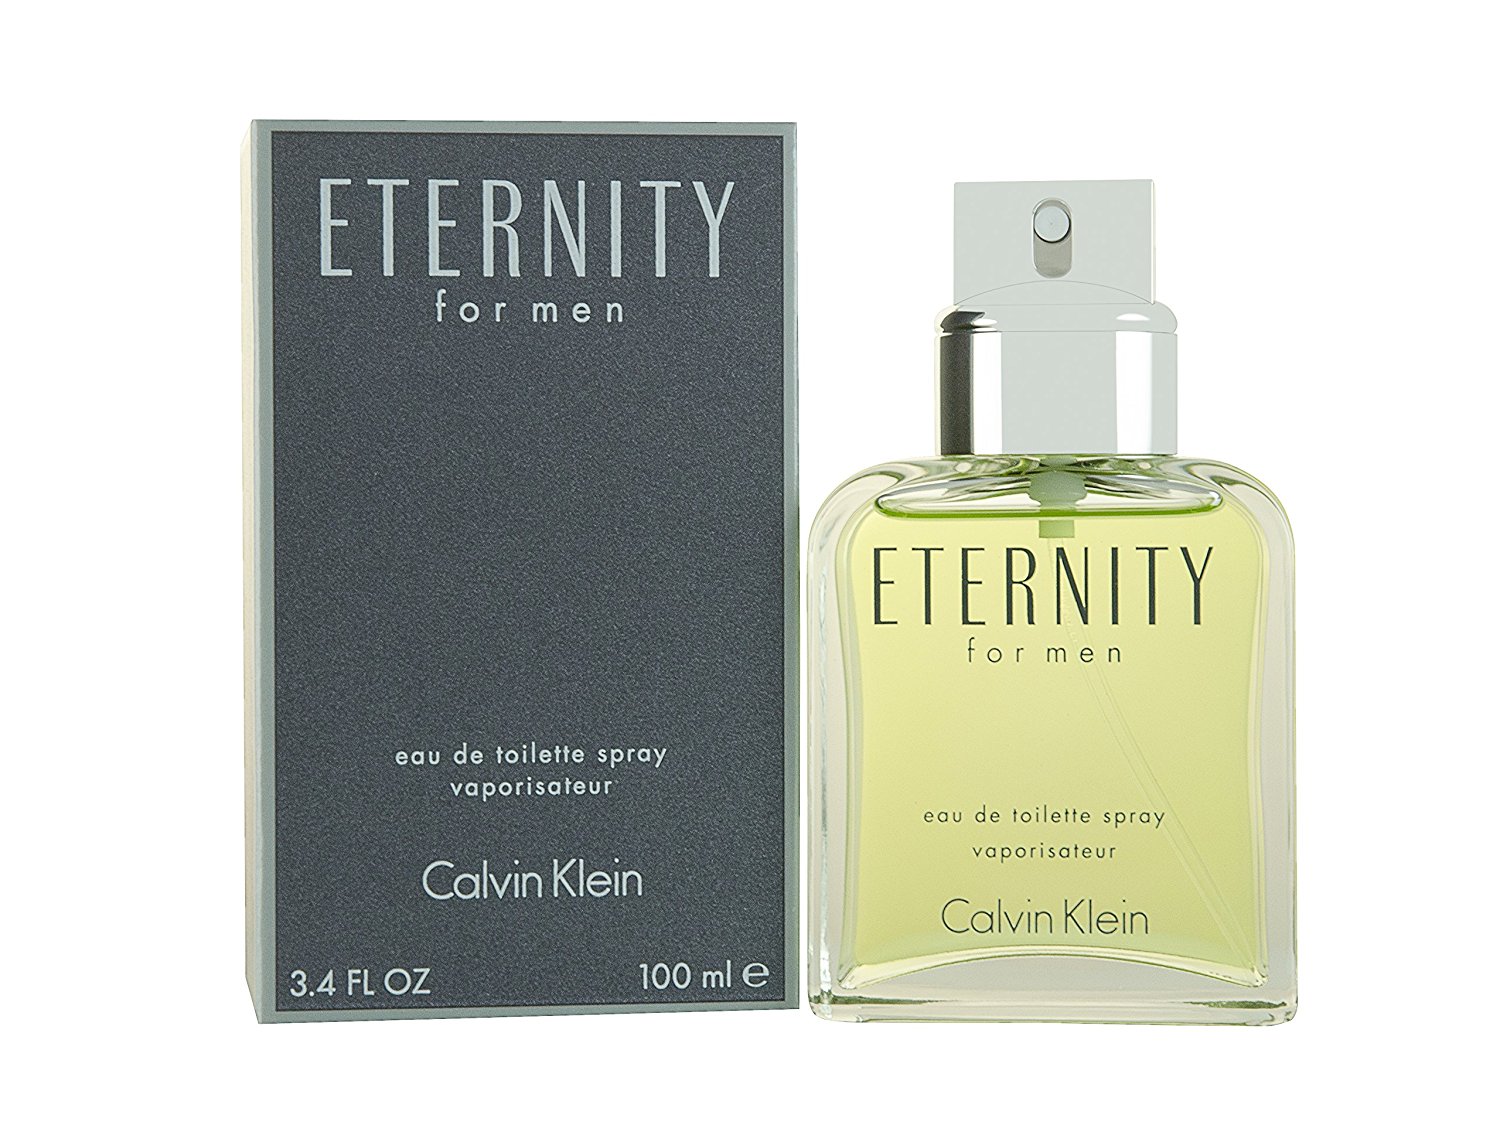 ETERNITY
for men
eau de toilette spray
vaporisateur
Calvin Klein
3.4 FL OZ 100 ml ℮
ETERNITY
for men
eau de toilette spray
vaporisateur
Calvin Klein